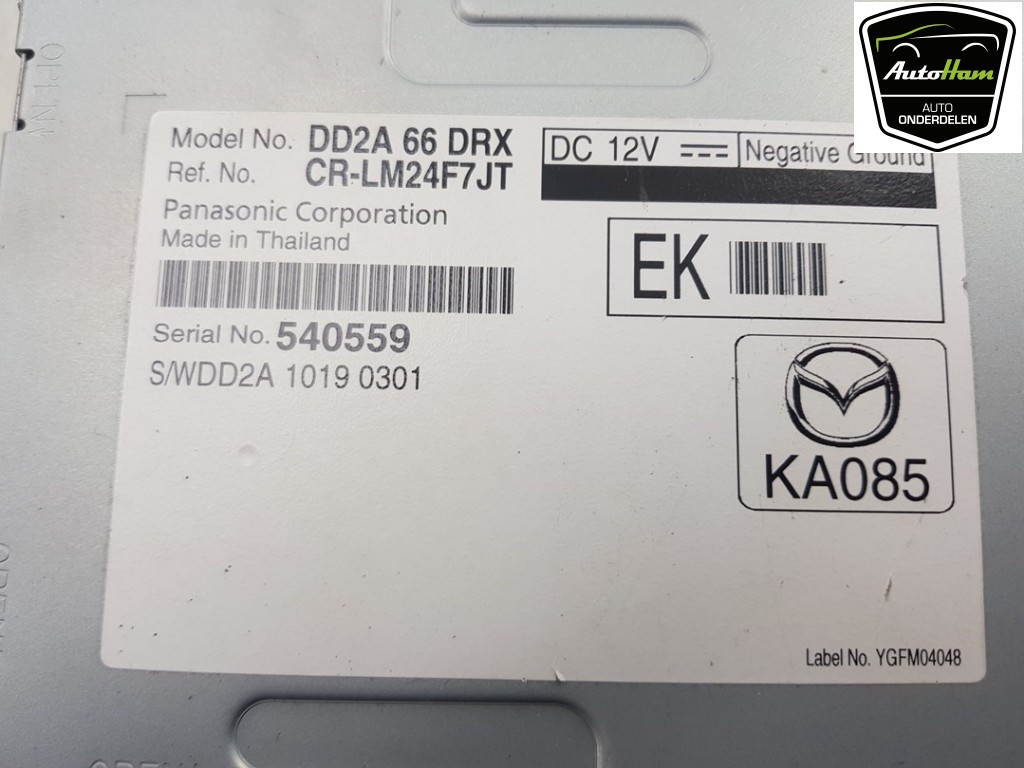 AutoHam
AUTO
ONDERDELEN
OPEN
Model No. DD2A 66 DRX
Ref. No. CR-LM24F7JT
Panasonic Corporation
Made in Thailand
Serial No. 540559
S/WDD2A 1019 0301
DC 12V
Negative Ground
EK
KA085
Label No. YGFM04048